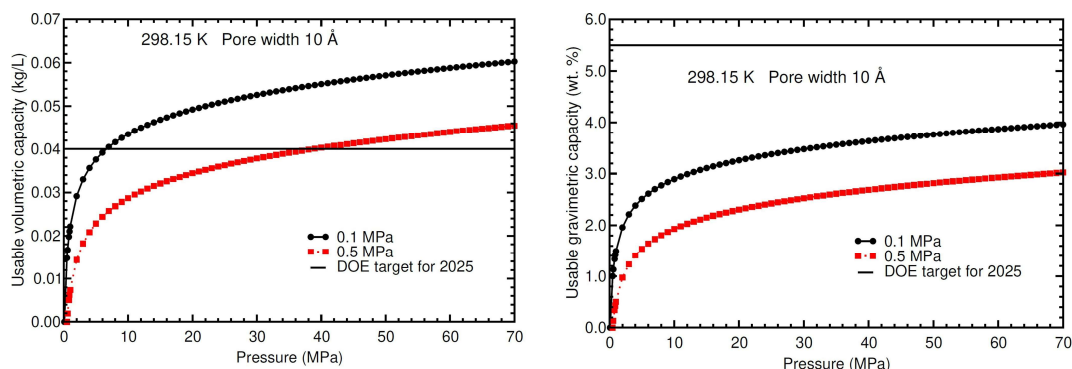 298.15 K Pore width 10 Å
Usable volumetric capacity (kg/L)
0.07
0.06
0.05
0.04
0.03
0.02
0.01
0.00
0.1 MPa
0.5 MPa
DOE target for 2025
0 10 20 30 40 50 60 70
Pressure (MPa)
298.15 K Pore width 10 Å
Usable gravimetric capacity (wt. %)
6.0
5.0
4.0
3.0
2.0
1.0
0.0
0.1 MPa
0.5 MPa
DOE target for 2025
0 10 20 30 40 50 60 70
Pressure (MPa)